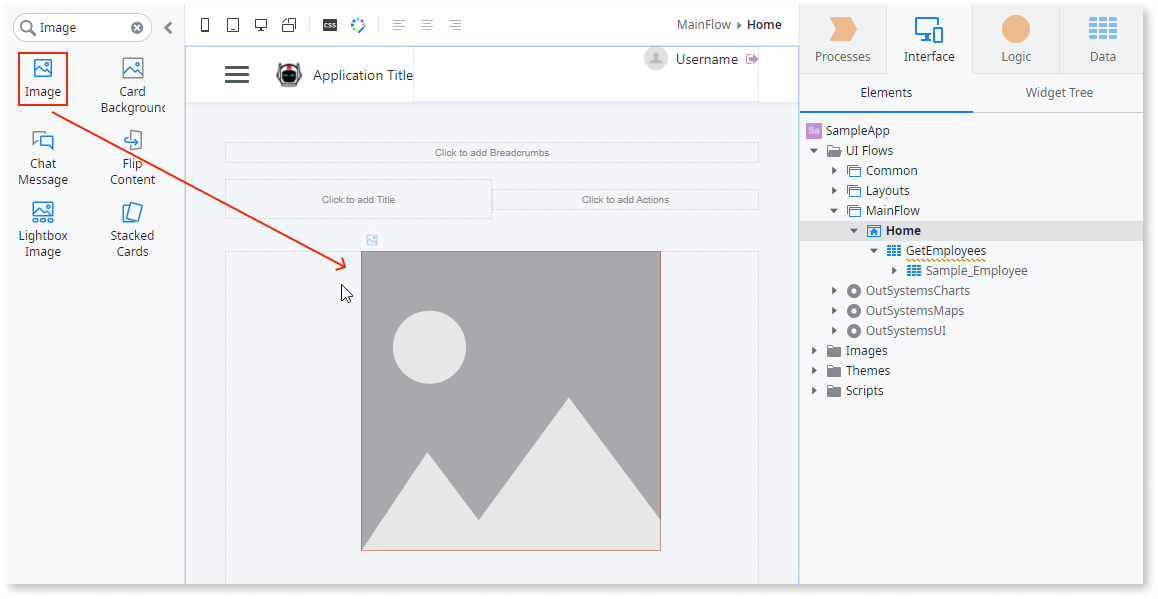 Image
Image
Card
Background
Chat
Message
Flip
Content
Lightbox
Image
Stacked
Cards
CSS
MainFlow
Home
Application Title
Username
Click to add Breadcrumbs
Click to add Title
Click to add Actions
Processes
Interface
Logic
Data
Elements
Widget Tree
Sa
SampleApp
UI Flows
Common
Layouts
MainFlow
Home
GetEmployees
Sample_Employee
OutSystemsCharts
OutSystemsMaps
OutSystemsUI
Images
Themes
Scripts